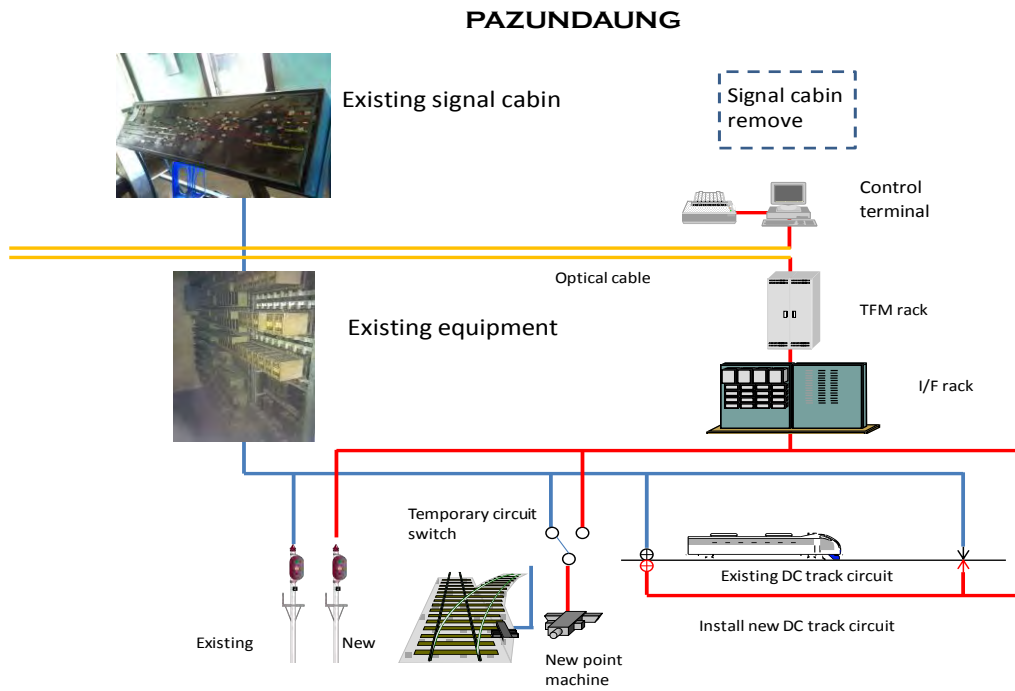 PAZUNDAUNG
Existing signal cabin
Signal cabin
remove
Control
terminal
Optical cable
TFM rack
Existing equipment
I/F rack
Temporary circuit
switch
Existing DC track circuit
Install new DC track circuit
Existing
New
New point
machine